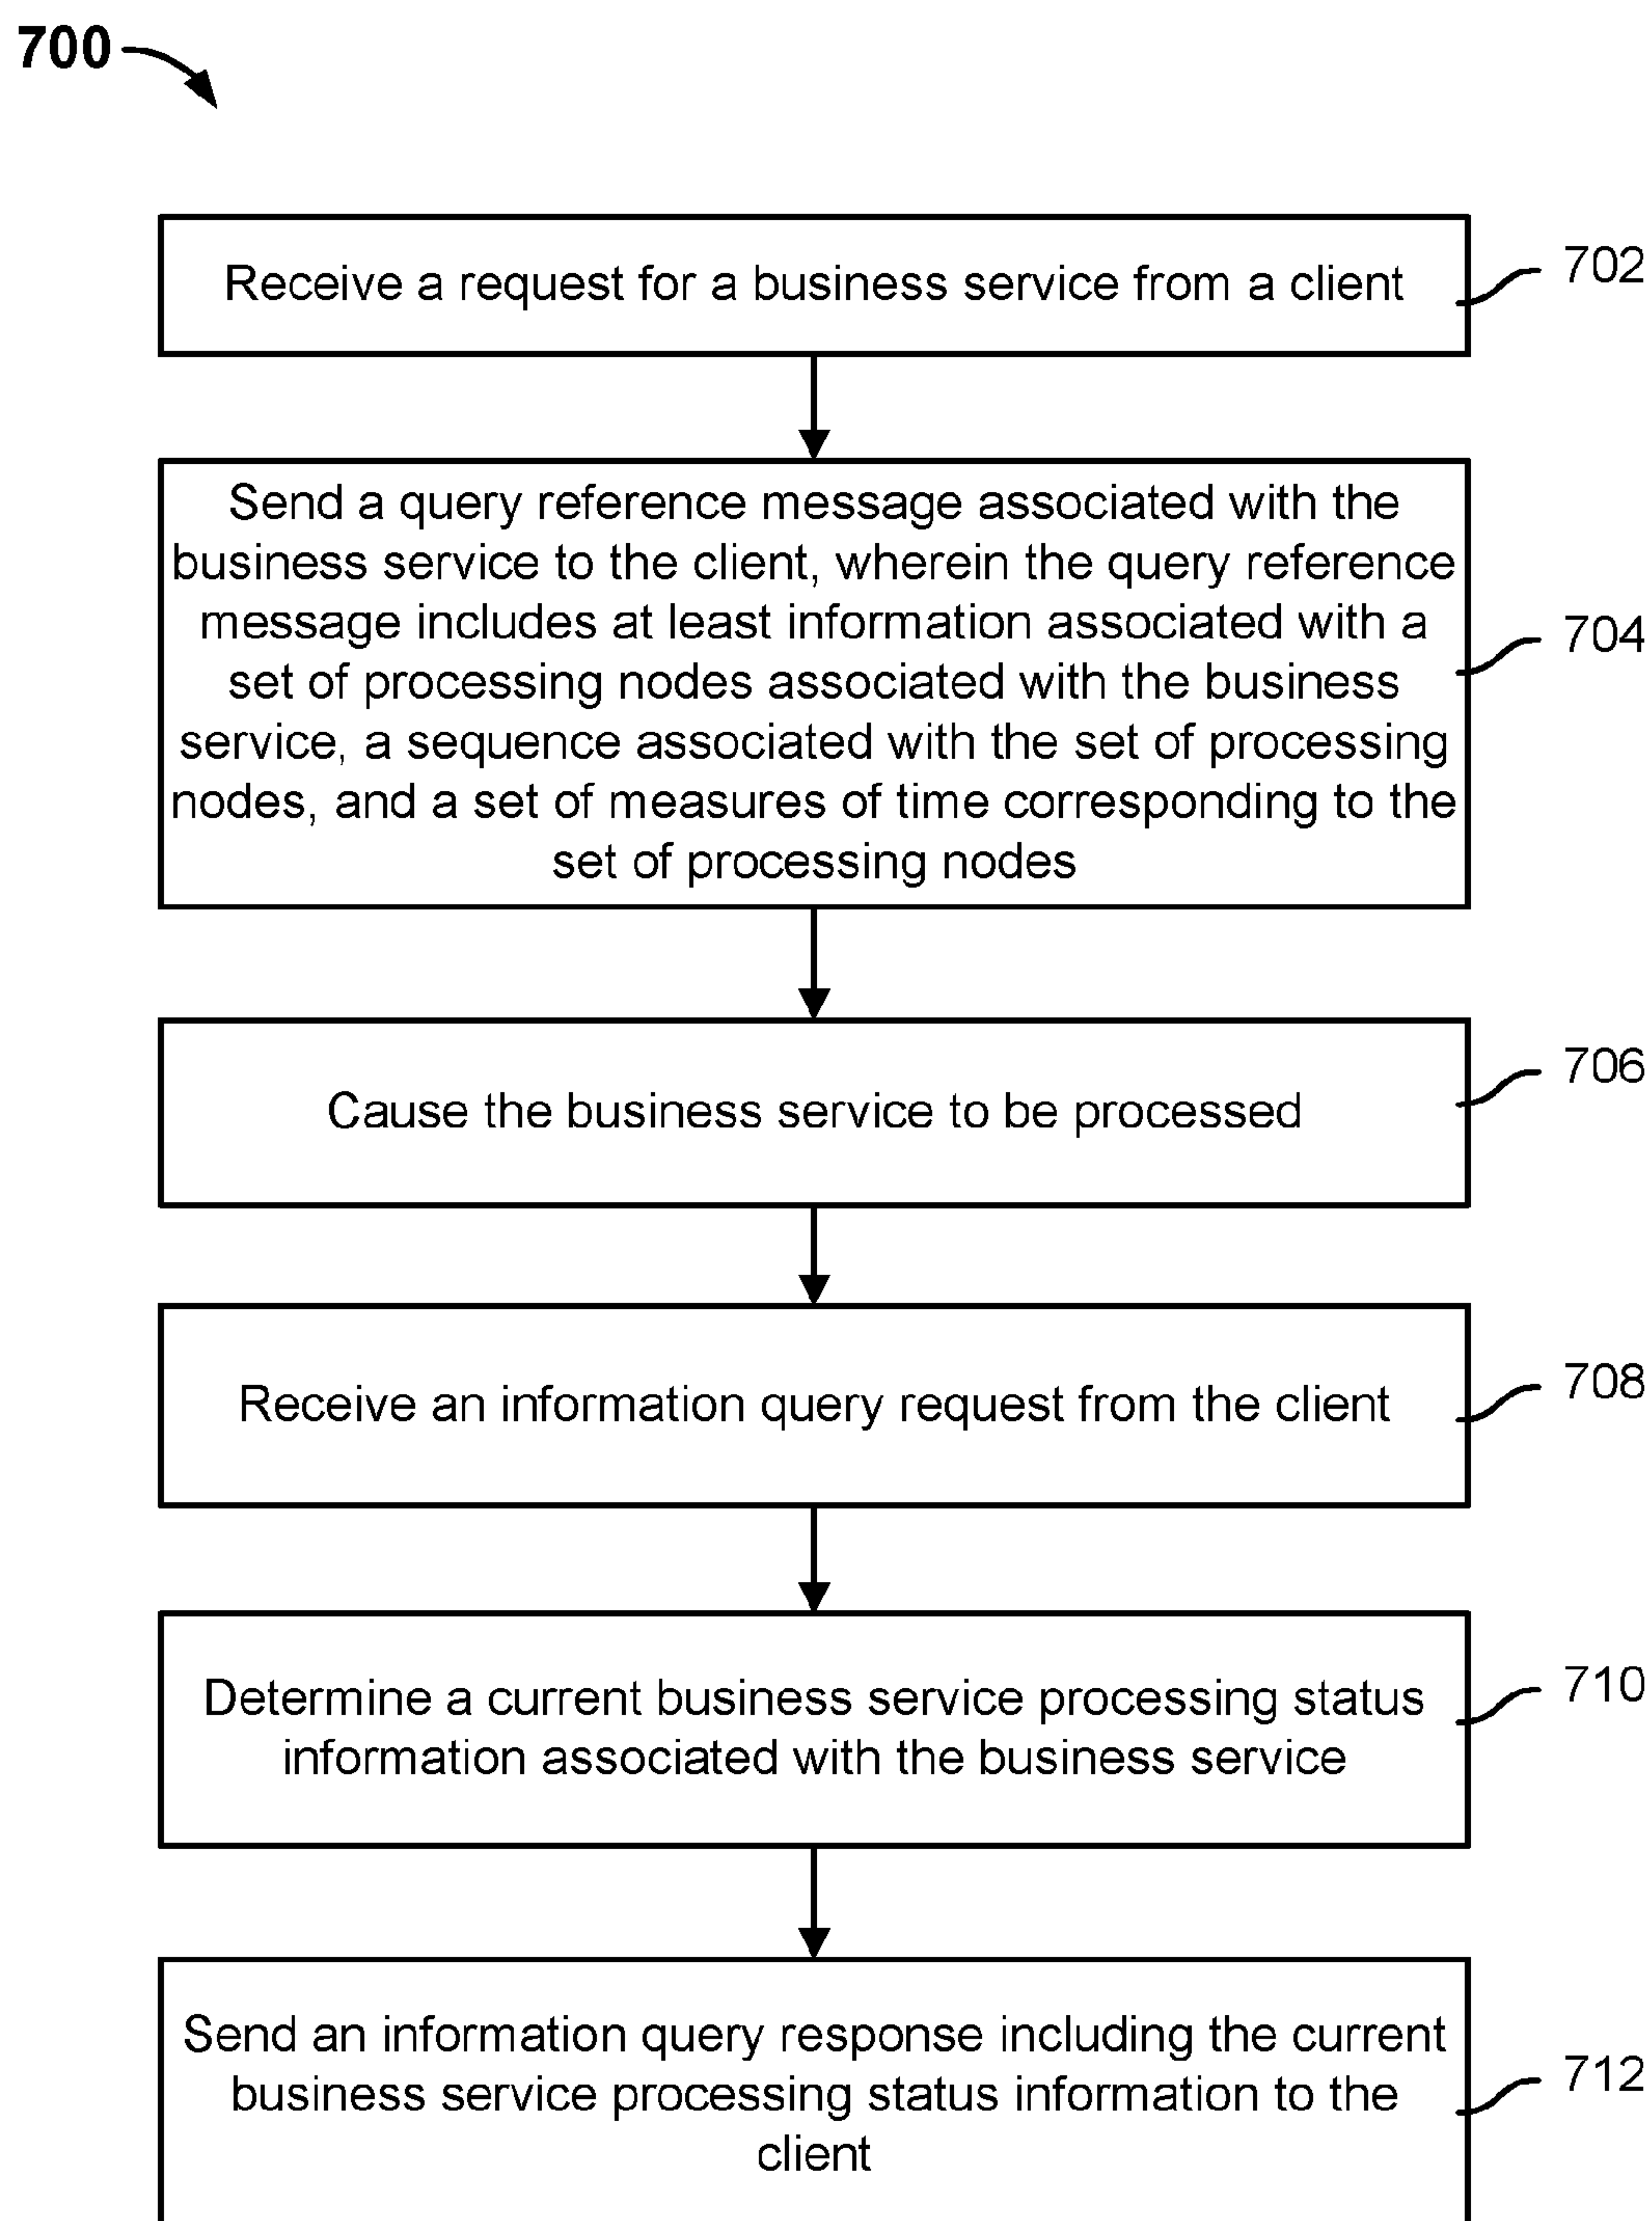 700
Receive a request for a business service from a client
702
Send a query reference message associated with the
business service to the client, wherein the query reference
message includes at least information associated with a
set of processing nodes associated with the business
service, a sequence associated with the set of processing
nodes, and a set of measures of time corresponding to the
set of processing nodes
704
Cause the business service to be processed
706
Receive an information query request from the client
708
Determine a current business service processing status
information associated with the business service
710
Send an information query response including the current
business service processing status information to the
client
712